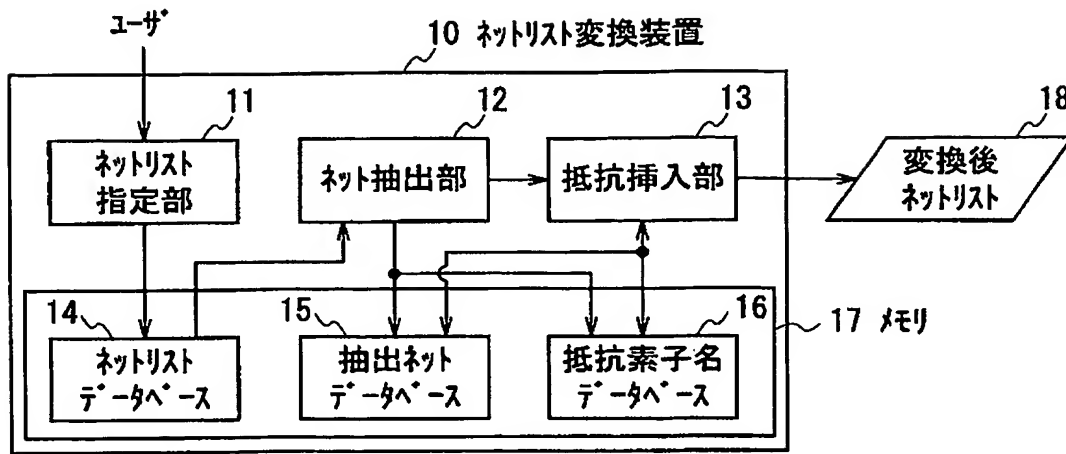 ユーザ
10 ネットリスト変換装置
11
12
13
18
ネットリスト
指定部
ネット抽出部
抵抗挿入部
変換後
ネットリスト
14
15
16
17 メモリ
ネットリスト
データベース
抽出ネット
データベース
抵抗素子名
データベース